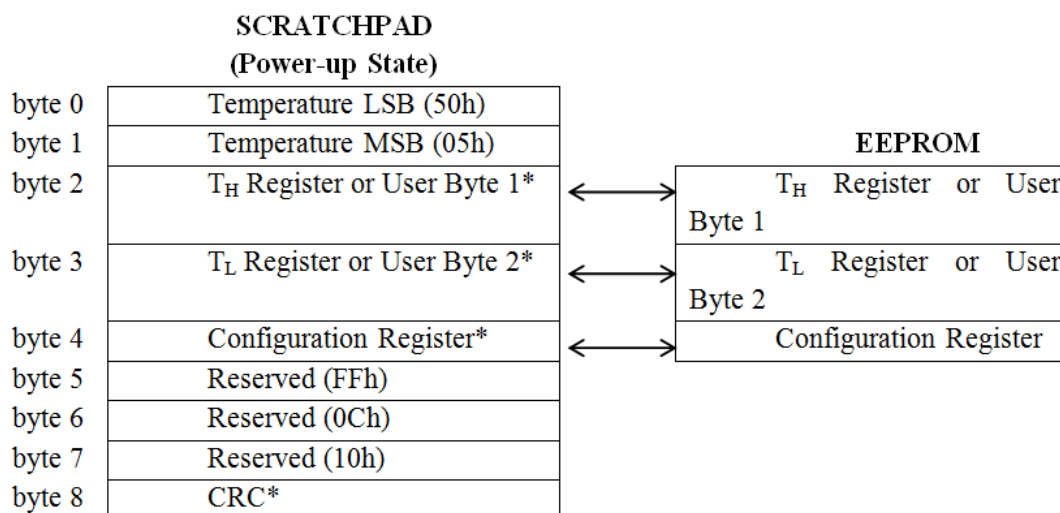 SCRATCHPAD
(Power-up State)
byte 0 Temperature LSB (50h)
byte 1 Temperature MSB (05h) EEPROM
byte 2 TH Register or User Byte 1* TH Register or User
Byte 1
byte 3 TL Register or User Byte 2* TL Register or User
Byte 2
byte 4 Configuration Register* Configuration Register
byte 5 Reserved (FFh)
byte 6 Reserved (0Ch)
byte 7 Reserved (10h)
byte 8 CRC*